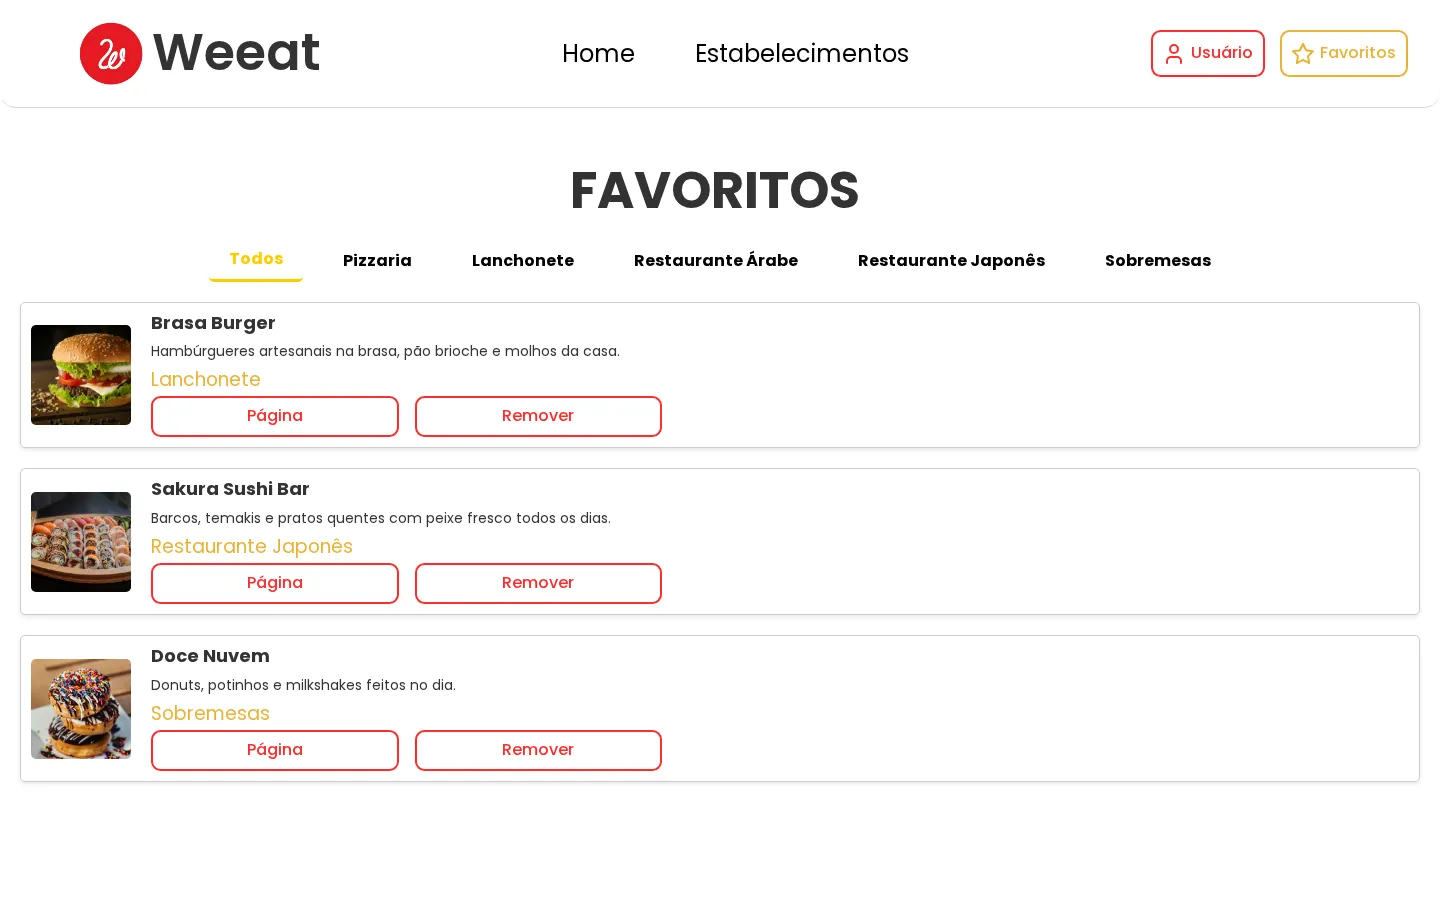 Weeat
Home Estabelecimentos
Usuário Favoritos
FAVORITOS
Todos Pizzaria Lanchonete Restaurante Árabe Restaurante Japonês Sobremesas
Brasa Burger
Hambúrgueres artesanais na brasa, pão brioche e molhos da casa.
Lanchonete
Página Remover
Sakura Sushi Bar
Barcos, temakis e pratos quentes com peixe fresco todos os dias.
Restaurante Japonês
Página Remover
Doce Nuvem
Donuts, potinhos e milkshakes feitos no dia.
Sobremesas
Página Remover